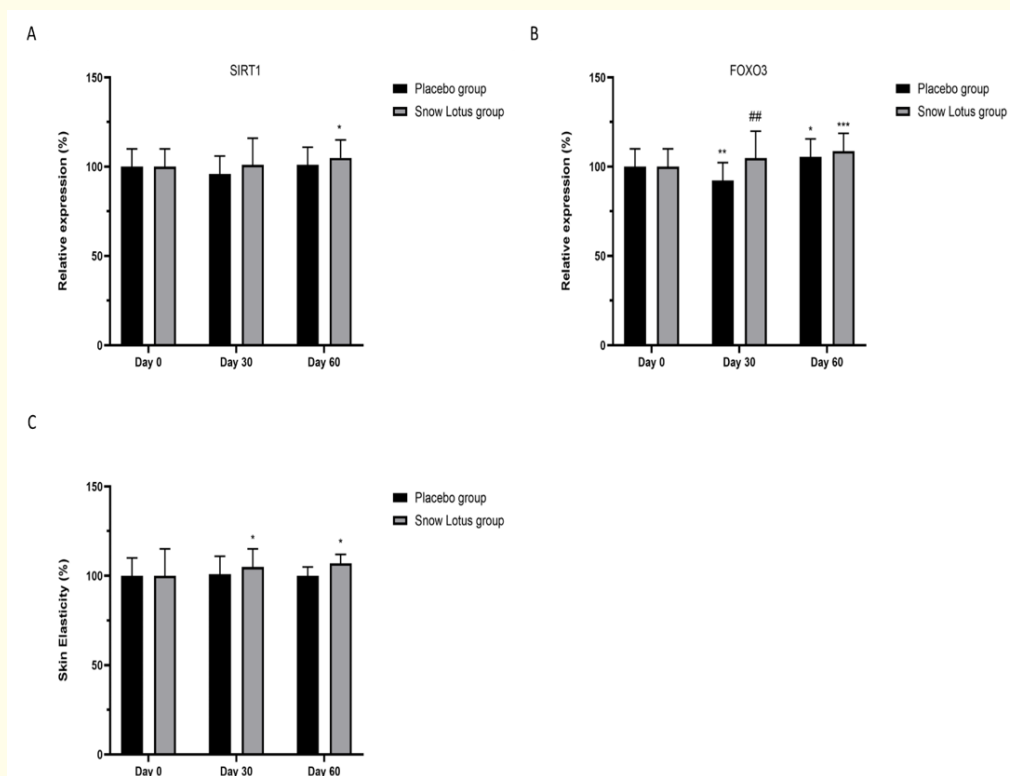 A
SIRT1
150
100
50
0
Relative expression (%)
*
Day 0 Day 30 Day 60
Placebo group
Snow Lotus group
B
FOXO3
150
100
50
0
Relative expression (%)
**
##
*
***
Day 0 Day 30 Day 60
Placebo group
Snow Lotus group
C
150
100
50
0
Skin Elasticity (%)
*
*
Day 0 Day 30 Day 60
Placebo group
Snow Lotus group